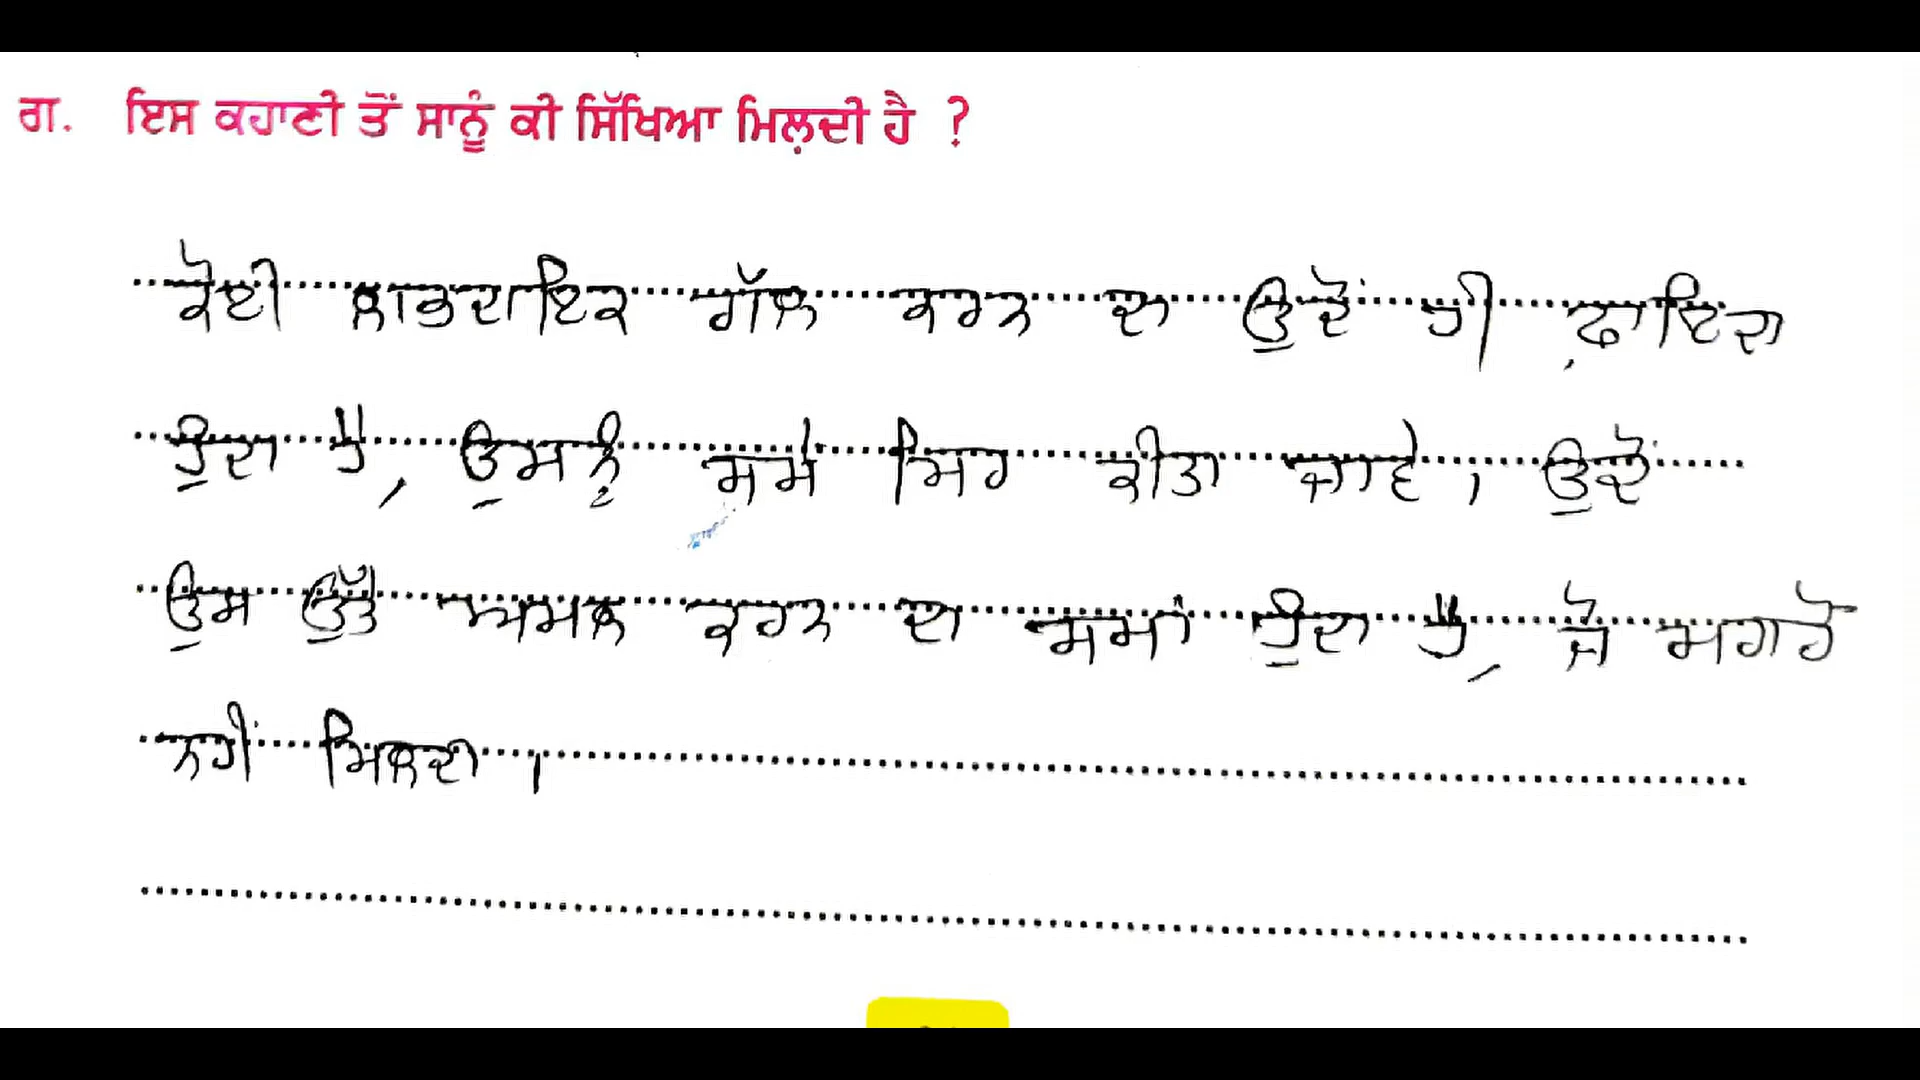 ਗ. ਇਸ ਕਹਾਣੀ ਤੋਂ ਸਾਨੂੰ ਕੀ ਸਿੱਖਿਆ ਮਿਲ਼ਦੀ ਹੈ ?
ਕੋਈ ਲਾਭਦਾਇਕ ਗੱਲ ਕਰਨ ਦਾ ਉਦੋਂ ਹੀ ਫ਼ਾਇਦਾ
ਹੁੰਦਾ ਹੈ, ਉਸਨੂੰ ਸਮੇਂ ਸਿਰ ਕੀਤਾ ਜਾਵੇ। ਉਦੋਂ
ਉਸ ਉੱਤੇ ਅਮਲ ਕਰਨ ਦਾ ਸਮਾਂ ਹੁੰਦਾ ਹੈ, ਜੋ ਮਗਰੋਂ
ਨਹੀਂ ਮਿਲਦੀ।